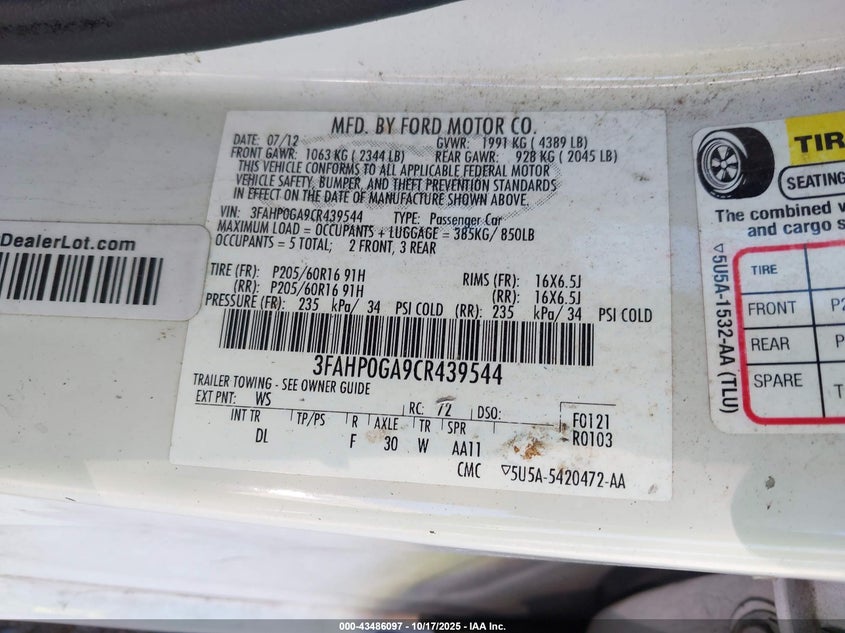 MFD. BY FORD MOTOR CO.
DATE: 07/12 GVWR: 1991 KG ( 4389 LB)
FRONT GAWR: 1063 KG ( 2344 LB) REAR GAWR: 928 KG ( 2045 LB)
THIS VEHICLE CONFORMS TO ALL APPLICABLE FEDERAL MOTOR
VEHICLE SAFETY, BUMPER, AND THEFT PREVENTION STANDARDS
IN EFFECT ON THE DATE OF MANUFACTURE SHOWN ABOVE.
VIN: 3FAHP0GA9CR439544 TYPE: Passenger Car
MAXIMUM LOAD = OCCUPANTS + LUGGAGE = 385KG/ 850LB
OCCUPANTS = 5 TOTAL; 2 FRONT, 3 REAR
TIRE (FR): P205/60R16 91H RIMS (FR): 16X6.5J
(RR): P205/60R16 91H (RR): 16X6.5J
PRESSURE (FR): 235 kPa/ 34 PSI COLD (RR): 235 kPa/ 34 PSI COLD
3FAHP0GA9CR439544
TRAILER TOWING - SEE OWNER GUIDE
EXT PNT: WS RC: 72 DSO:
F0121
R0103
INT TR TP/PS R AXLE TR SPR
DL F 30 W AA11
CMC ▽5U5A-5420472-AA
DealerLot.com
TIR
SEATING
The combined
and cargo s
TIRE
FRONT P2
REAR P
SPARE T
▽5U5A-1532-AA (TLU)
000-43486097 - 10/17/2025 - IAA Inc.